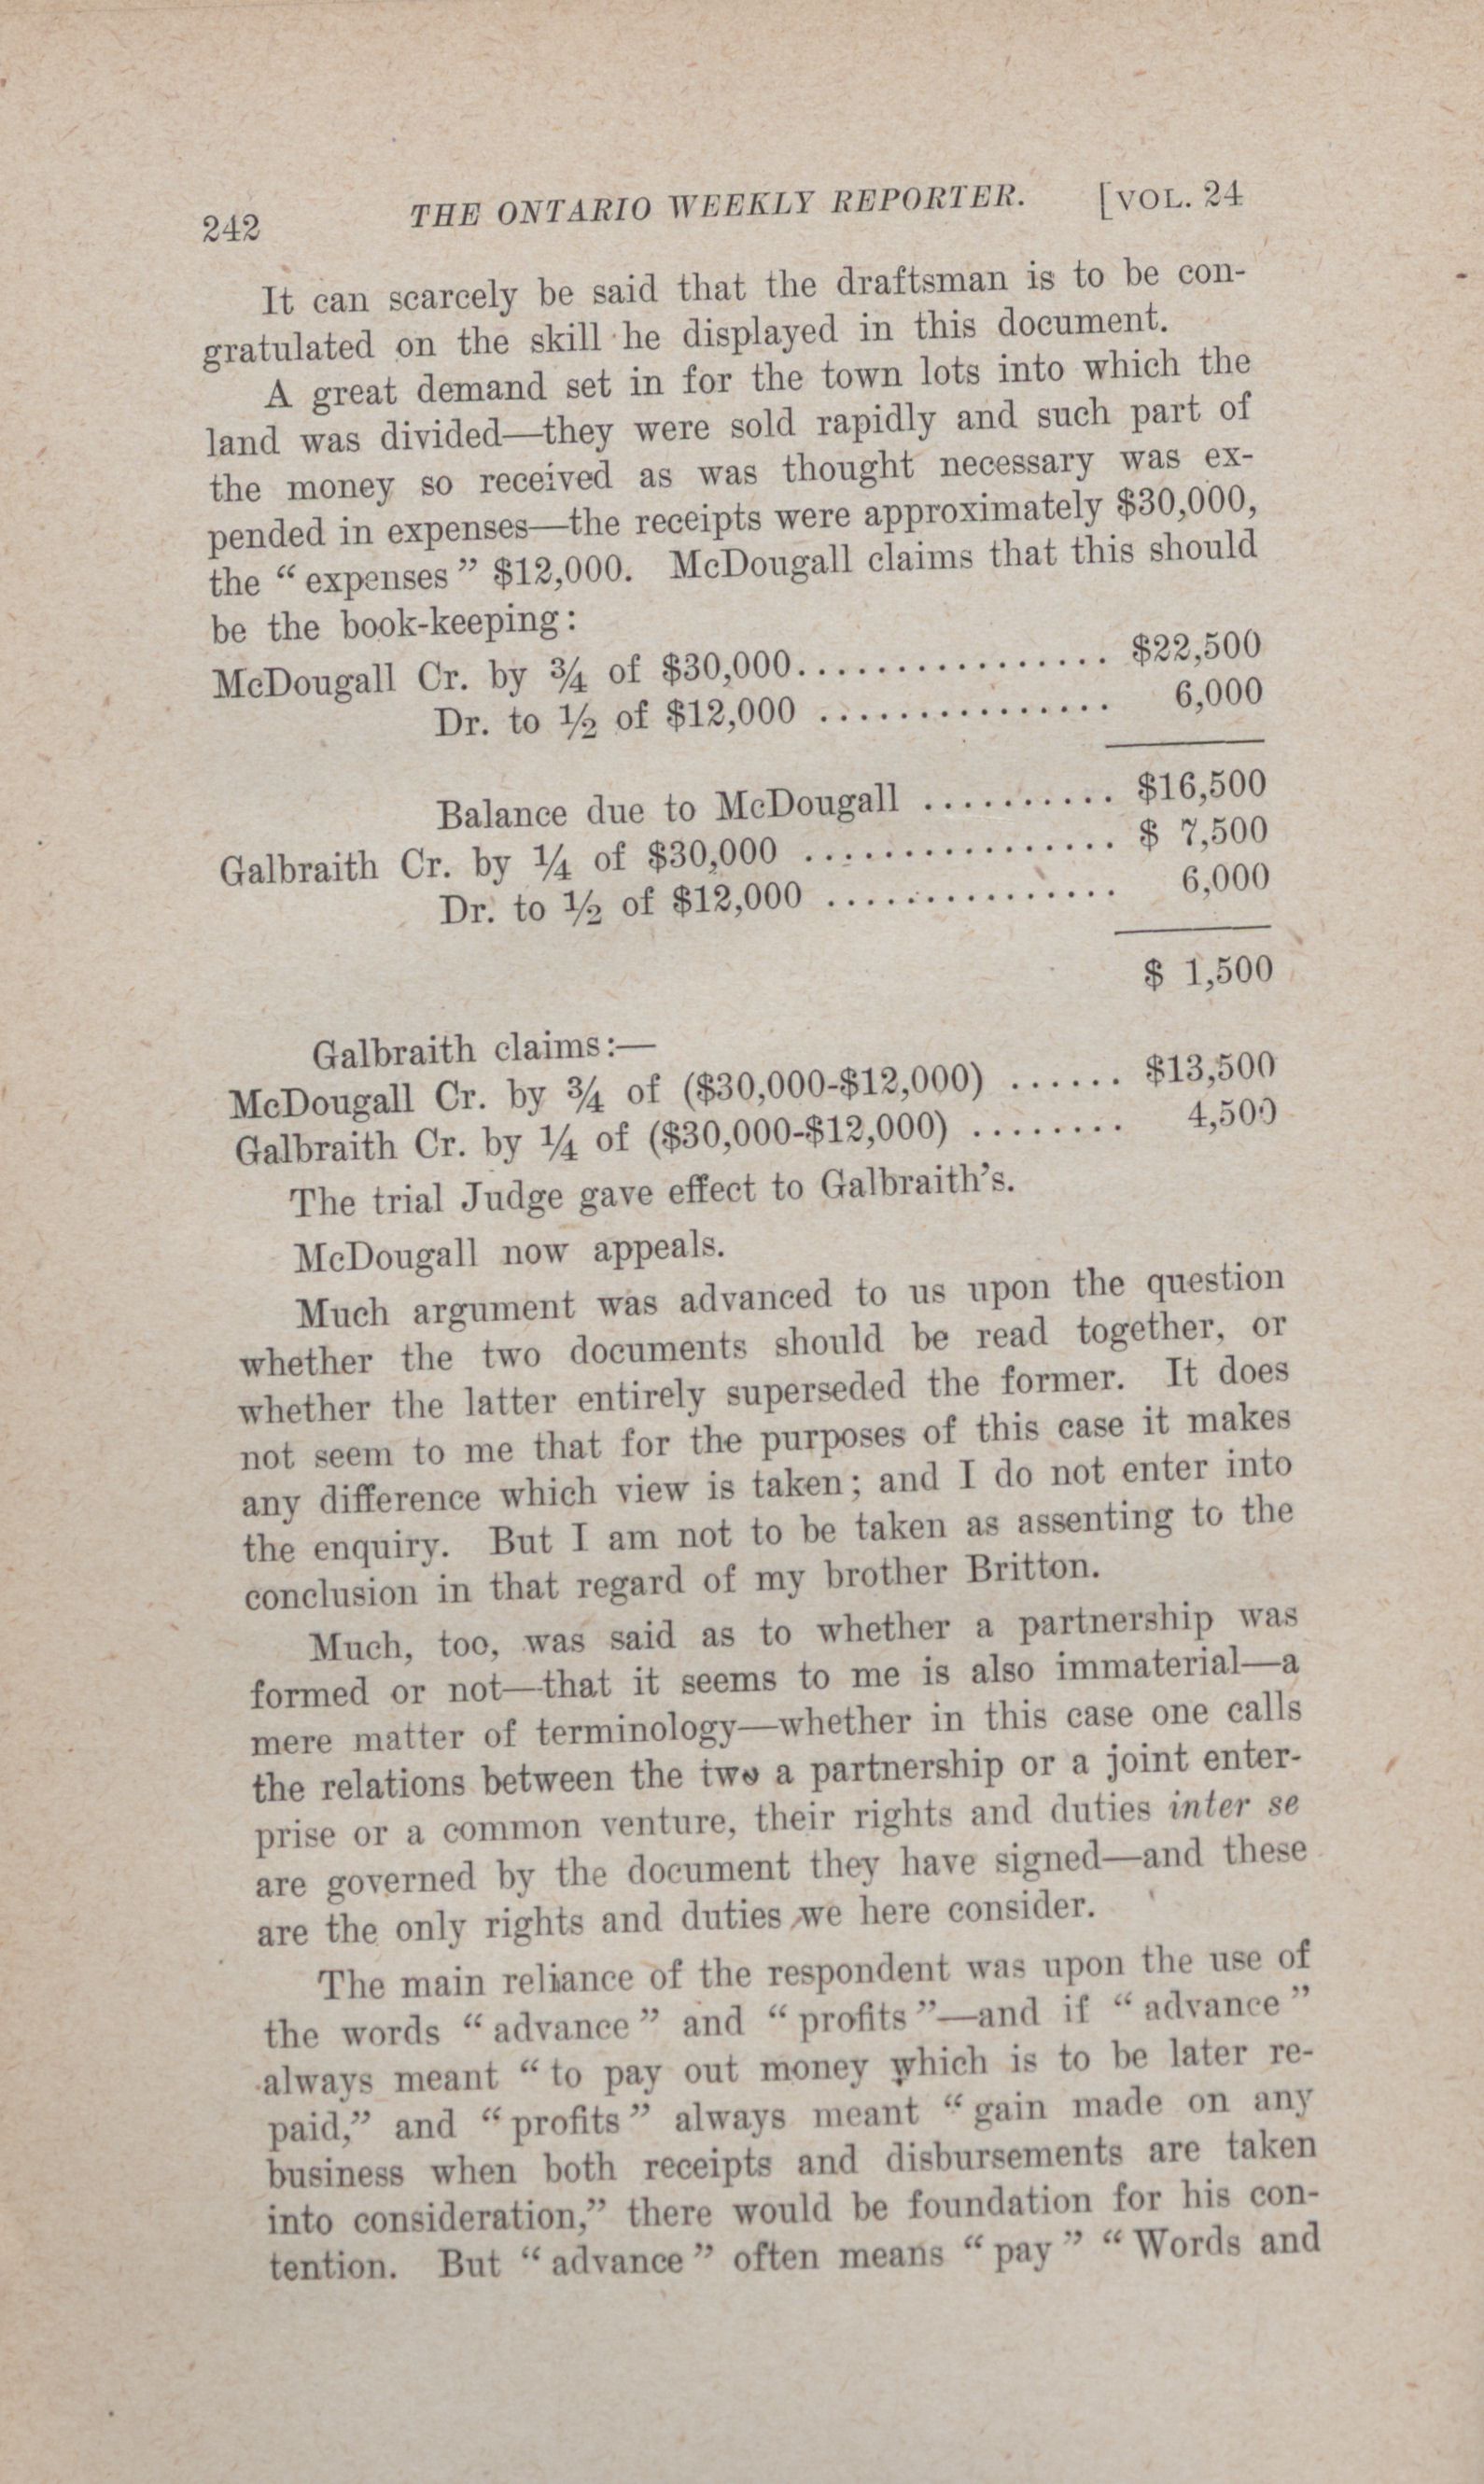 242 THE ONTARIO WEEKLY REPORTER. [VOL. 24
It can scarcely be said that the draftsman is to be con-
gratulated on the skill he displayed in this document.
A great demand set in for the town lots into which the
land was divided—they were sold rapidly and such part of
the money so received as was thought necessary was ex-
pended in expenses—the receipts were approximately $30,000,
the “expenses” $12,000. McDougall claims that this should
be the book-keeping:
McDougall Cr. by ¾ of $30,000................ $22,500
Dr. to ½ of $12,000 ............... 6,000
Balance due to McDougall .......... $16,500
Galbraith Cr. by ¼ of $30,000 ................ $ 7,500
Dr. to ½ of $12,000 ............... 6,000
$ 1,500
Galbraith claims:—
McDougall Cr. by ¾ of ($30,000-$12,000) ...... $13,500
Galbraith Cr. by ¼ of ($30,000-$12,000) ........ 4,500
The trial Judge gave effect to Galbraith’s.
McDougall now appeals.
Much argument was advanced to us upon the question
whether the two documents should be read together, or
whether the latter entirely superseded the former. It does
not seem to me that for the purposes of this case it makes
any difference which view is taken; and I do not enter into
the enquiry. But I am not to be taken as assenting to the
conclusion in that regard of my brother Britton.
Much, too, was said as to whether a partnership was
formed or not—that it seems to me is also immaterial—a
mere matter of terminology—whether in this case one calls
the relations between the two a partnership or a joint enter-
prise or a common venture, their rights and duties inter se
are governed by the document they have signed—and these
are the only rights and duties we here consider.
The main reliance of the respondent was upon the use of
the words “advance” and “profits”—and if “advance”
always meant “to pay out money which is to be later re-
paid,” and “profits” always meant “gain made on any
business when both receipts and disbursements are taken
into consideration,” there would be foundation for his con-
tention. But “advance” often means “pay” “Words and